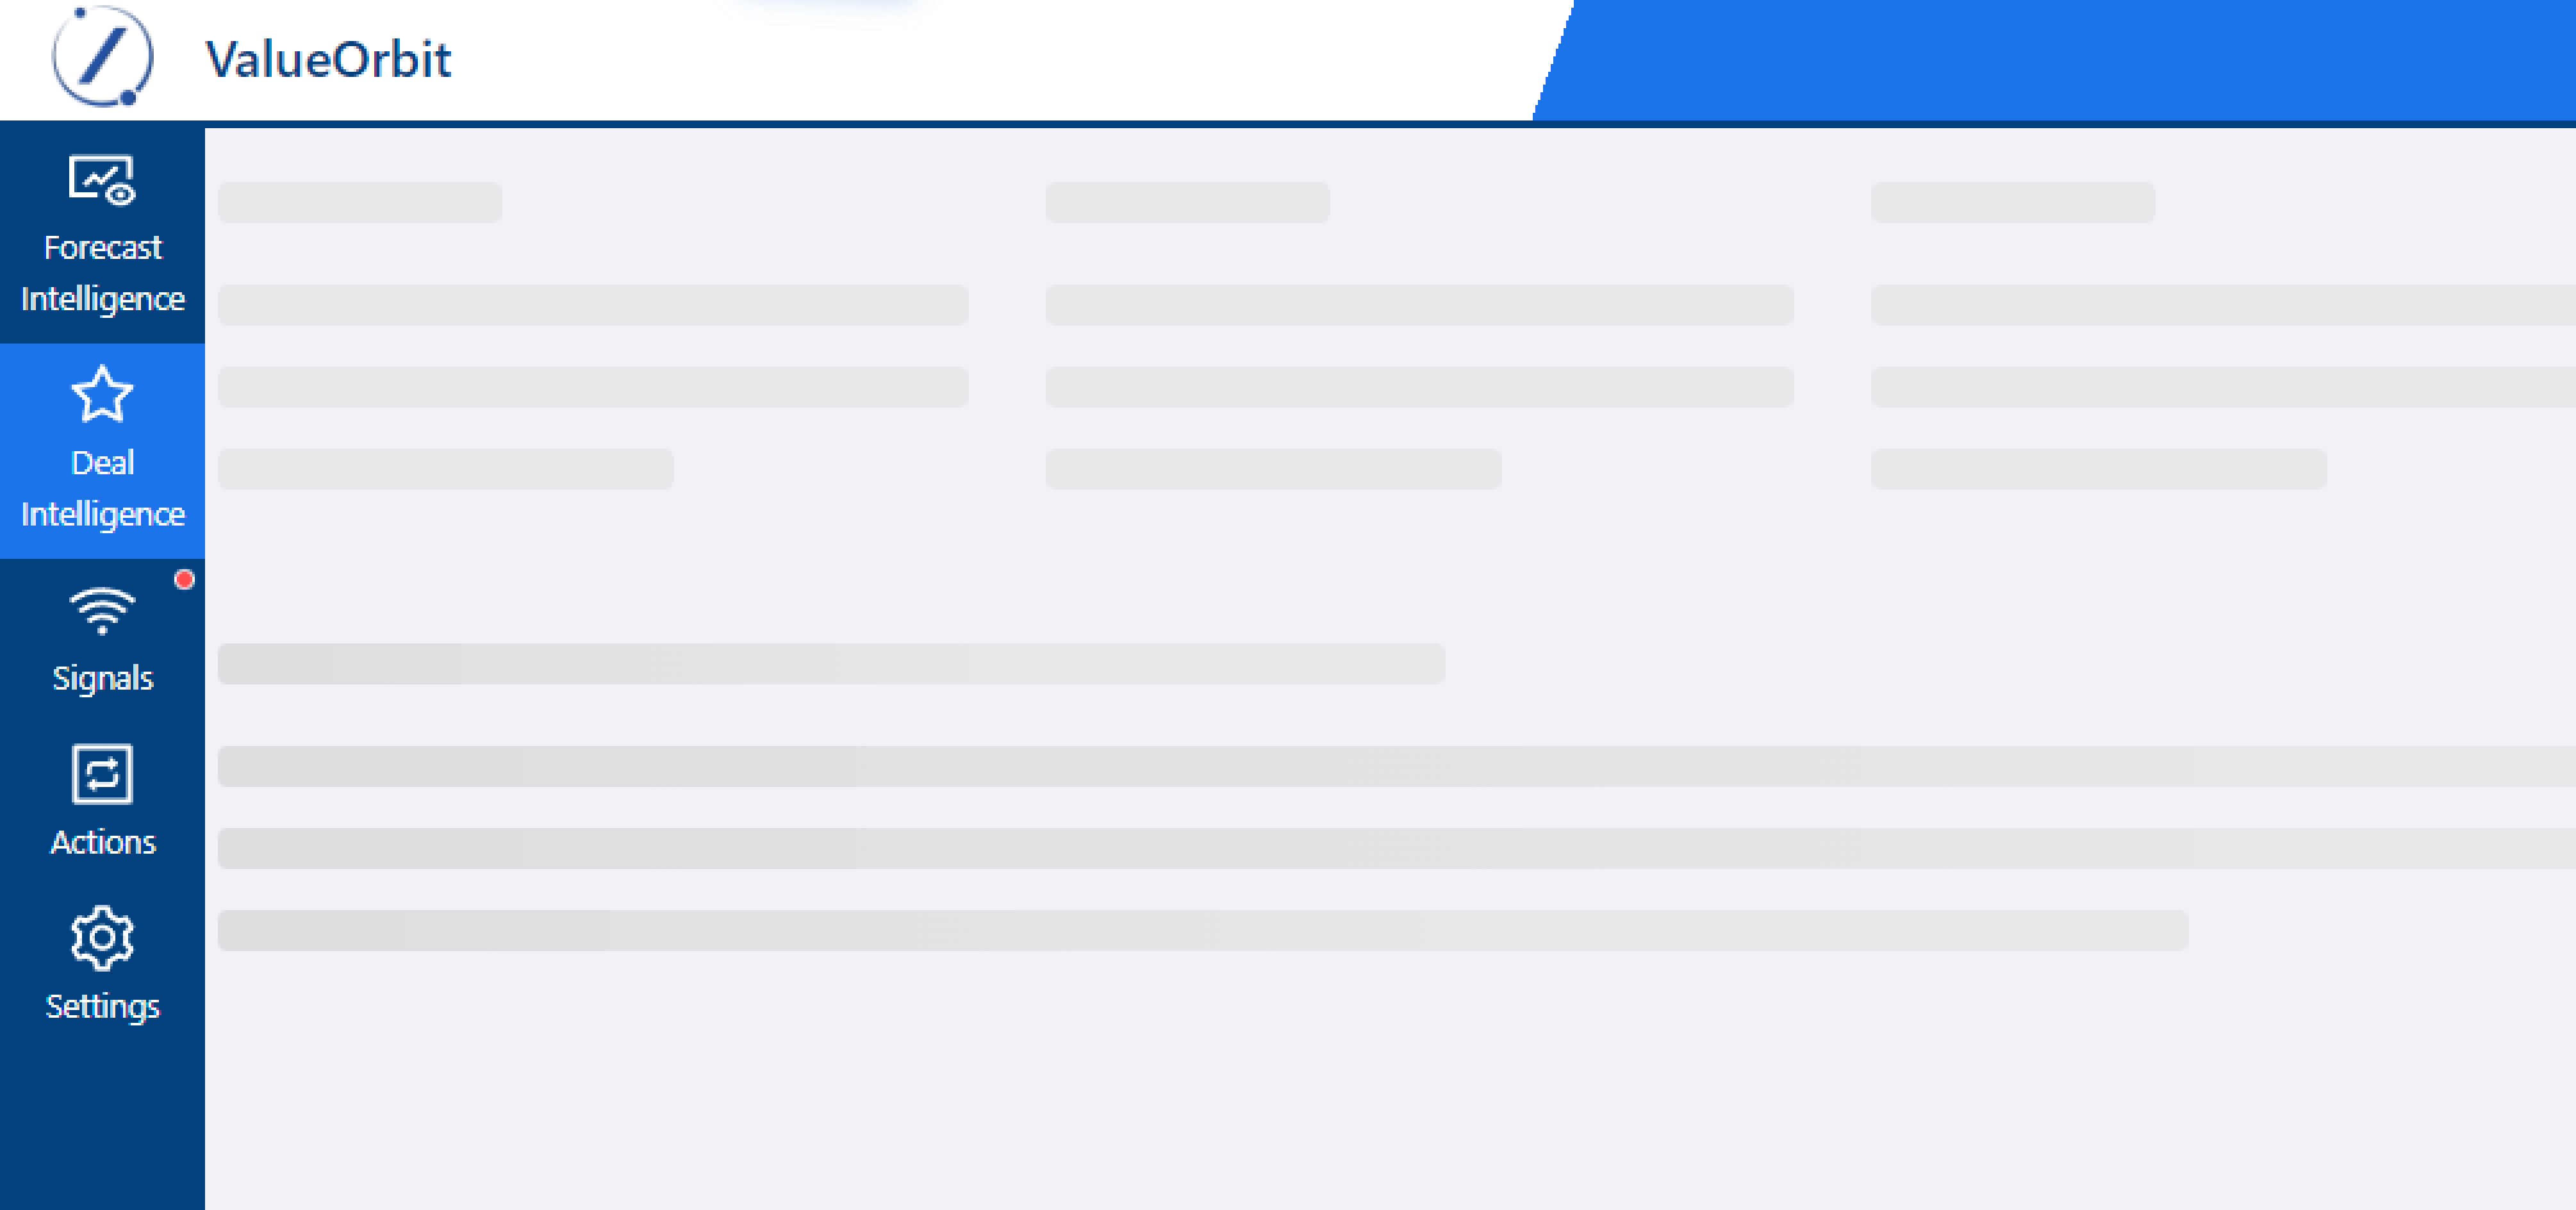 ValueOrbit
Forecast
Intelligence
Deal
Intelligence
Signals
Actions
Settings